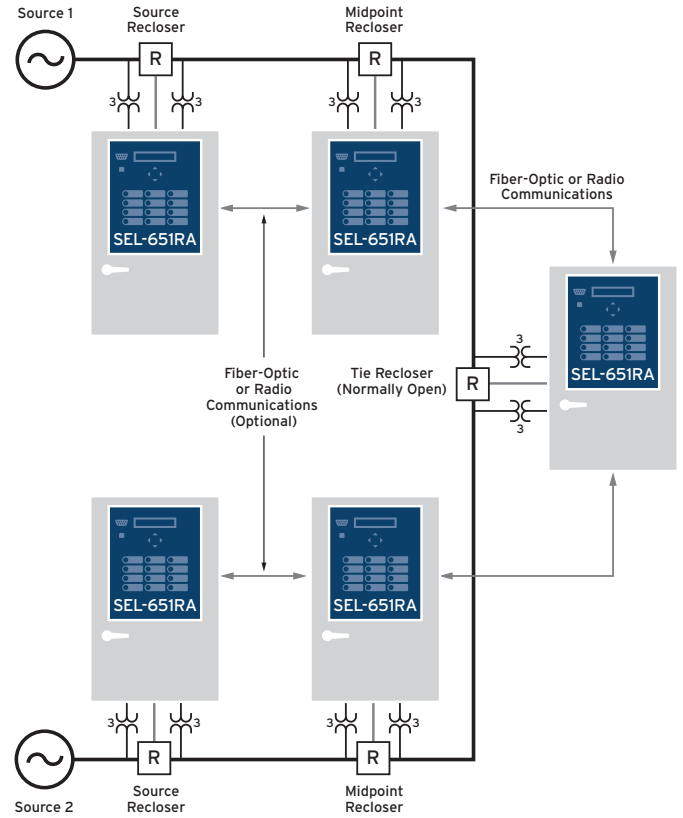 Source 1
Source
Recloser
Midpoint
Recloser
R
R
3
3
3
3
SEL-651RA
SEL-651RA
Fiber-Optic or Radio
Communications
SEL-651RA
3
Fiber-Optic
or Radio
Communications
(Optional)
Tie Recloser
(Normally Open)
R
3
SEL-651RA
SEL-651RA
3
3
3
3
R
R
Source 2
Source
Recloser
Midpoint
Recloser